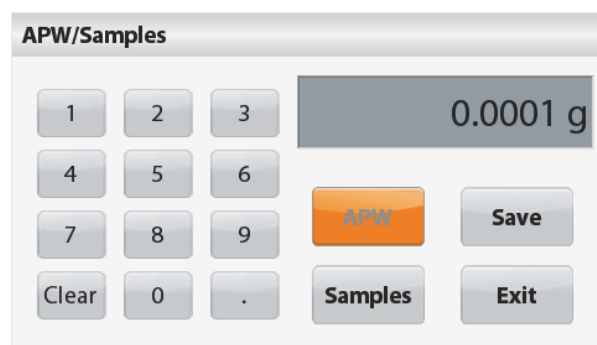 APW/Samples
1 2 3
0.0001 g
4 5 6
APW Save
7 8 9
Clear 0 .
Samples Exit